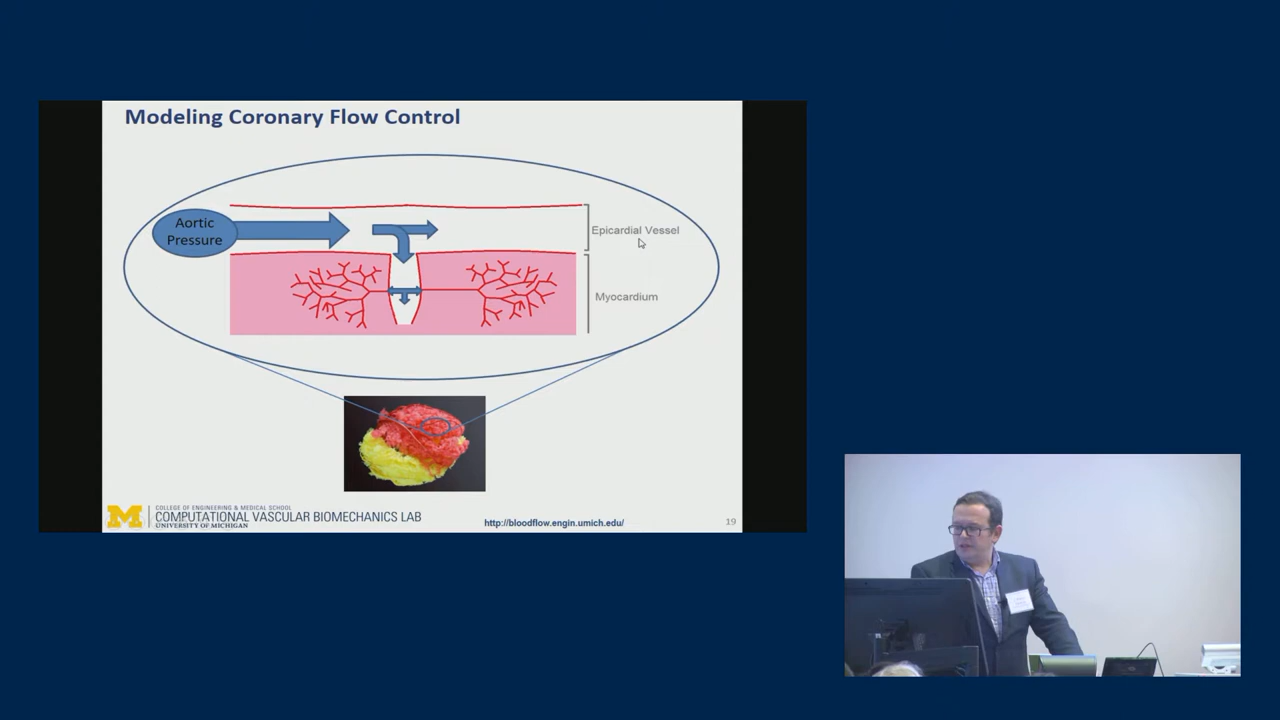 Modeling Coronary Flow Control
Aortic
Pressure
Epicardial Vessel
Myocardium
M
COLLEGE OF ENGINEERING & MEDICAL SCHOOL
COMPUTATIONAL VASCULAR BIOMECHANICS LAB
UNIVERSITY OF MICHIGAN
http://bloodflow.engin.umich.edu/
19